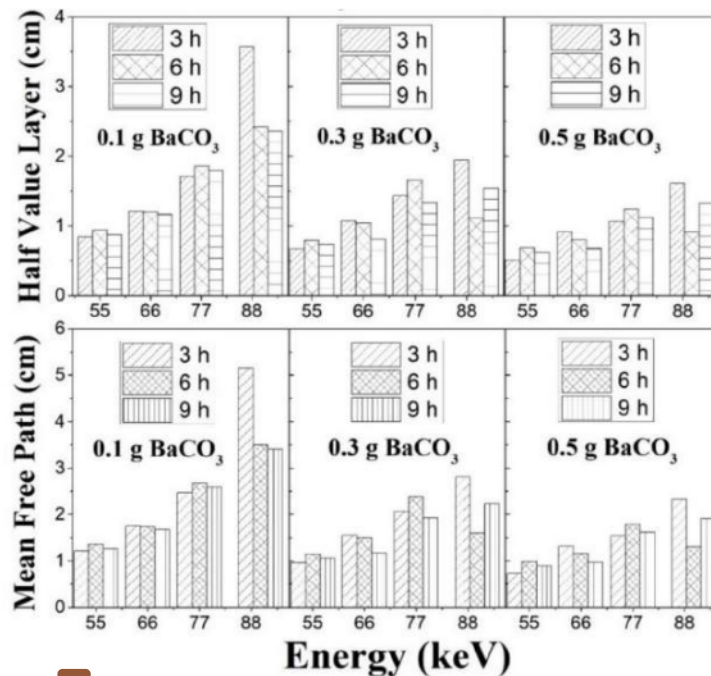 Half Value Layer (cm)
4
3
2
1
0
3 h
6 h
9 h
0.1 g BaCO₃
3 h
6 h
9 h
0.3 g BaCO₃
3 h
6 h
9 h
0.5 g BaCO₃
55 66 77 88 55 66 77 88 55 66 77 88
Mean Free Path (cm)
6
5
4
3
2
1
0
3 h
6 h
9 h
0.1 g BaCO₃
3 h
6 h
9 h
0.3 g BaCO₃
3 h
6 h
9 h
0.5 g BaCO₃
55 66 77 88 55 66 77 88 55 66 77 88
Energy (keV)